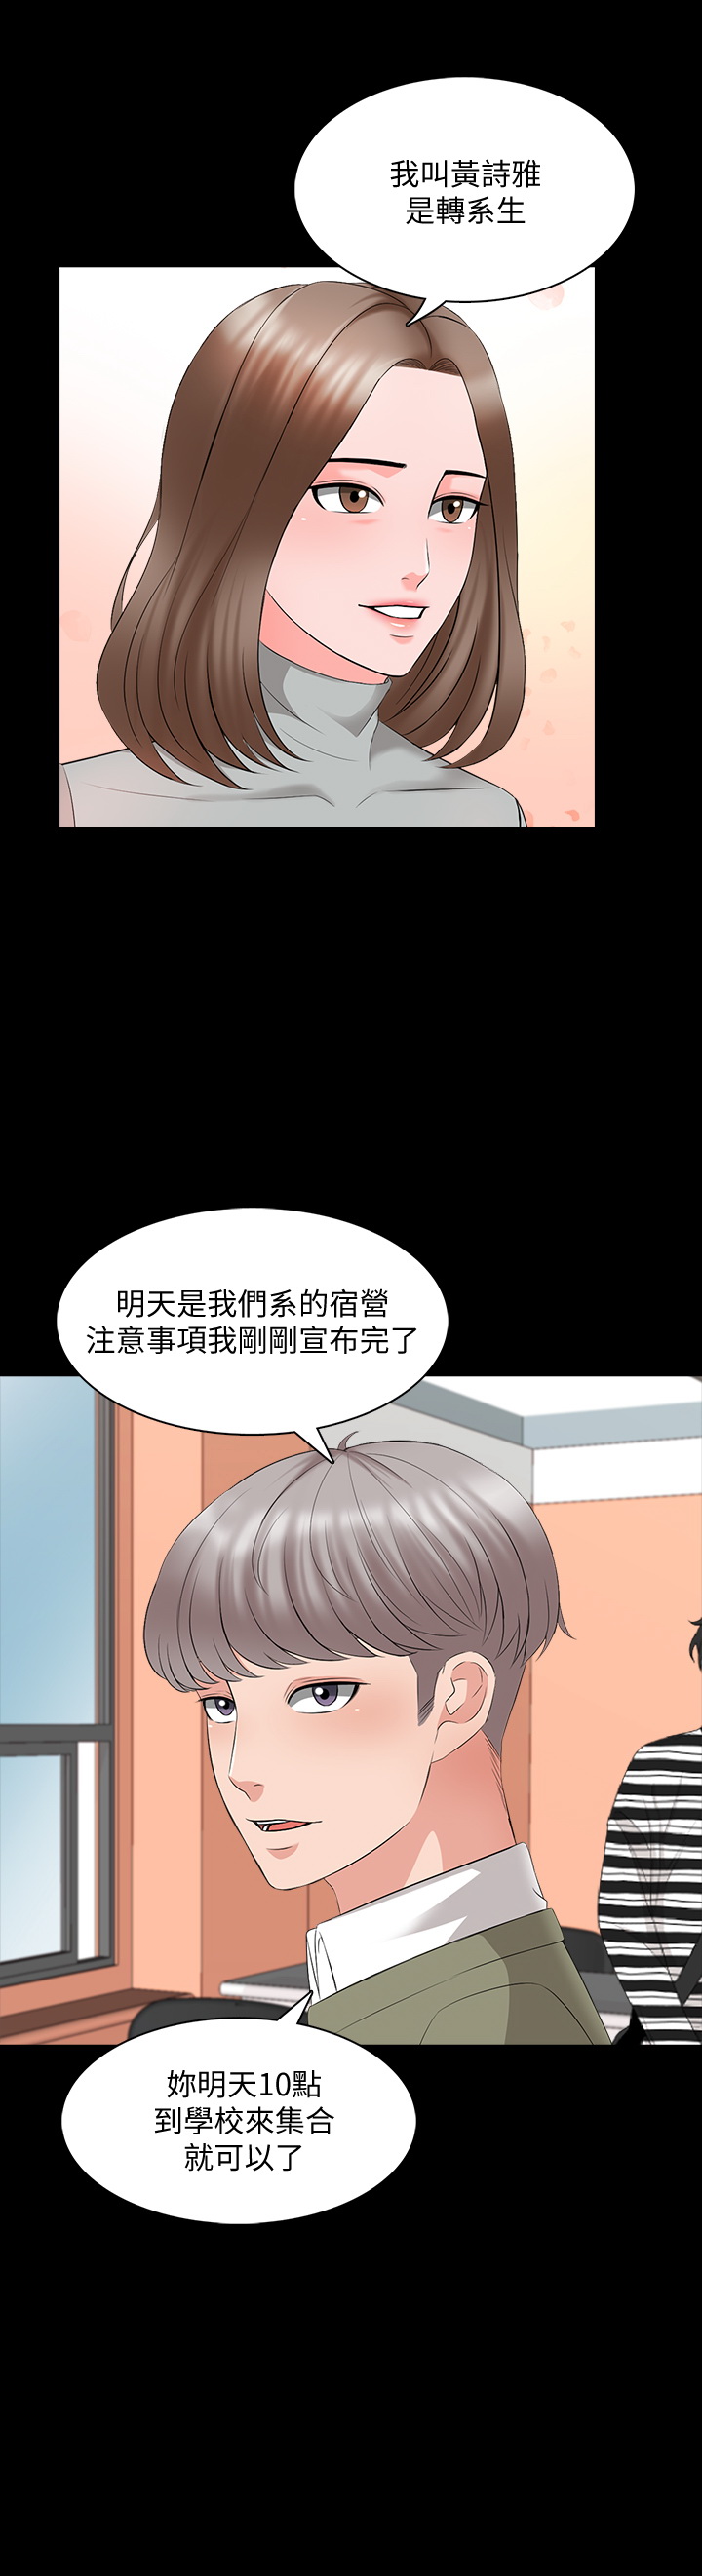 我叫黃詩雅
是轉系生
明天是我們系的宿營
注意事項我剛剛宣布完了
妳明天10點
到學校來集合
就可以了